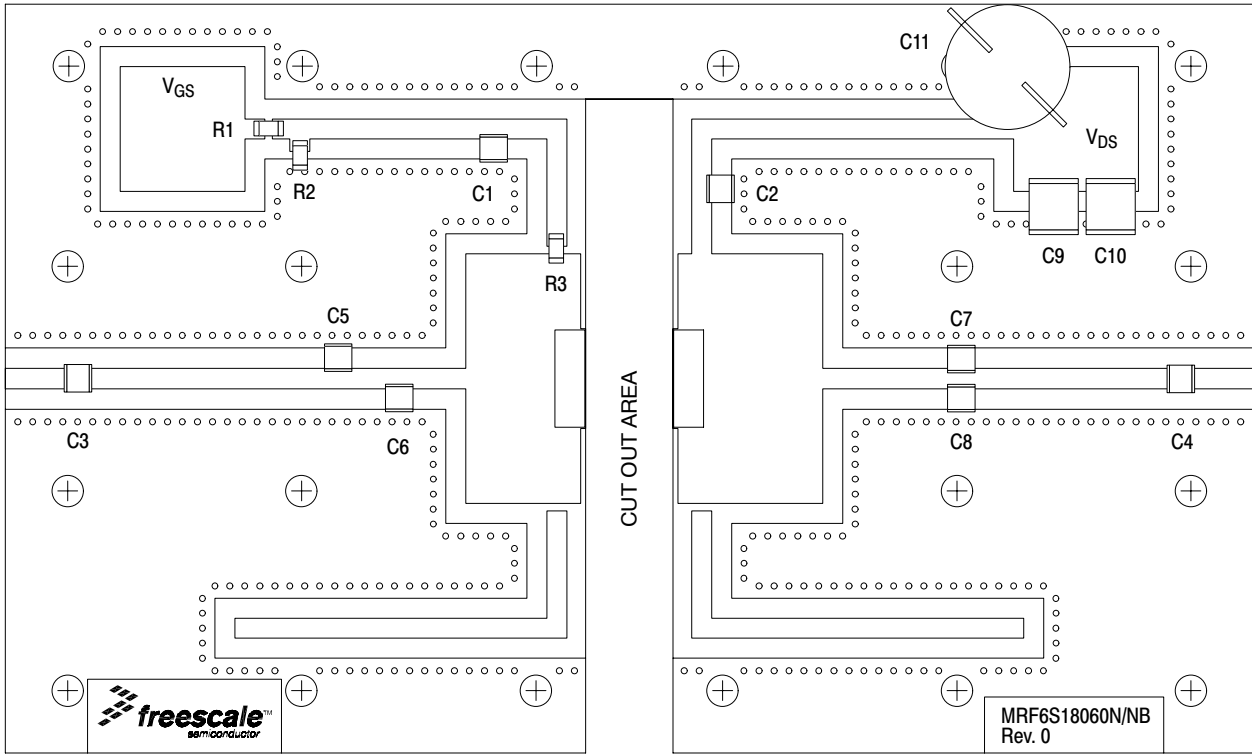 C11
VGS
R1
VDS
R2
C1
C2
C9
C10
R3
C5
C7
CUT OUT AREA
C3
C6
C8
C4
freescale™
semiconductor
MRF6S18060N/NB
Rev. 0